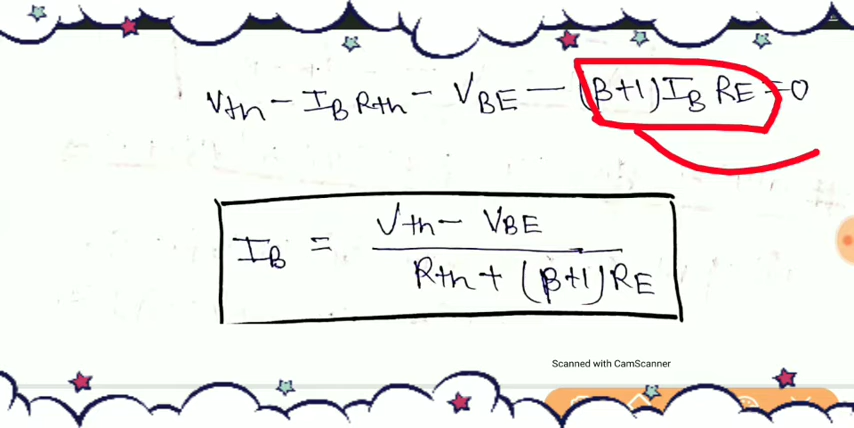 Vth - IB Rth - VBE - (β+1) IB RE = 0
IB = Vth - VBE / Rth + (β+1) RE
Scanned with CamScanner